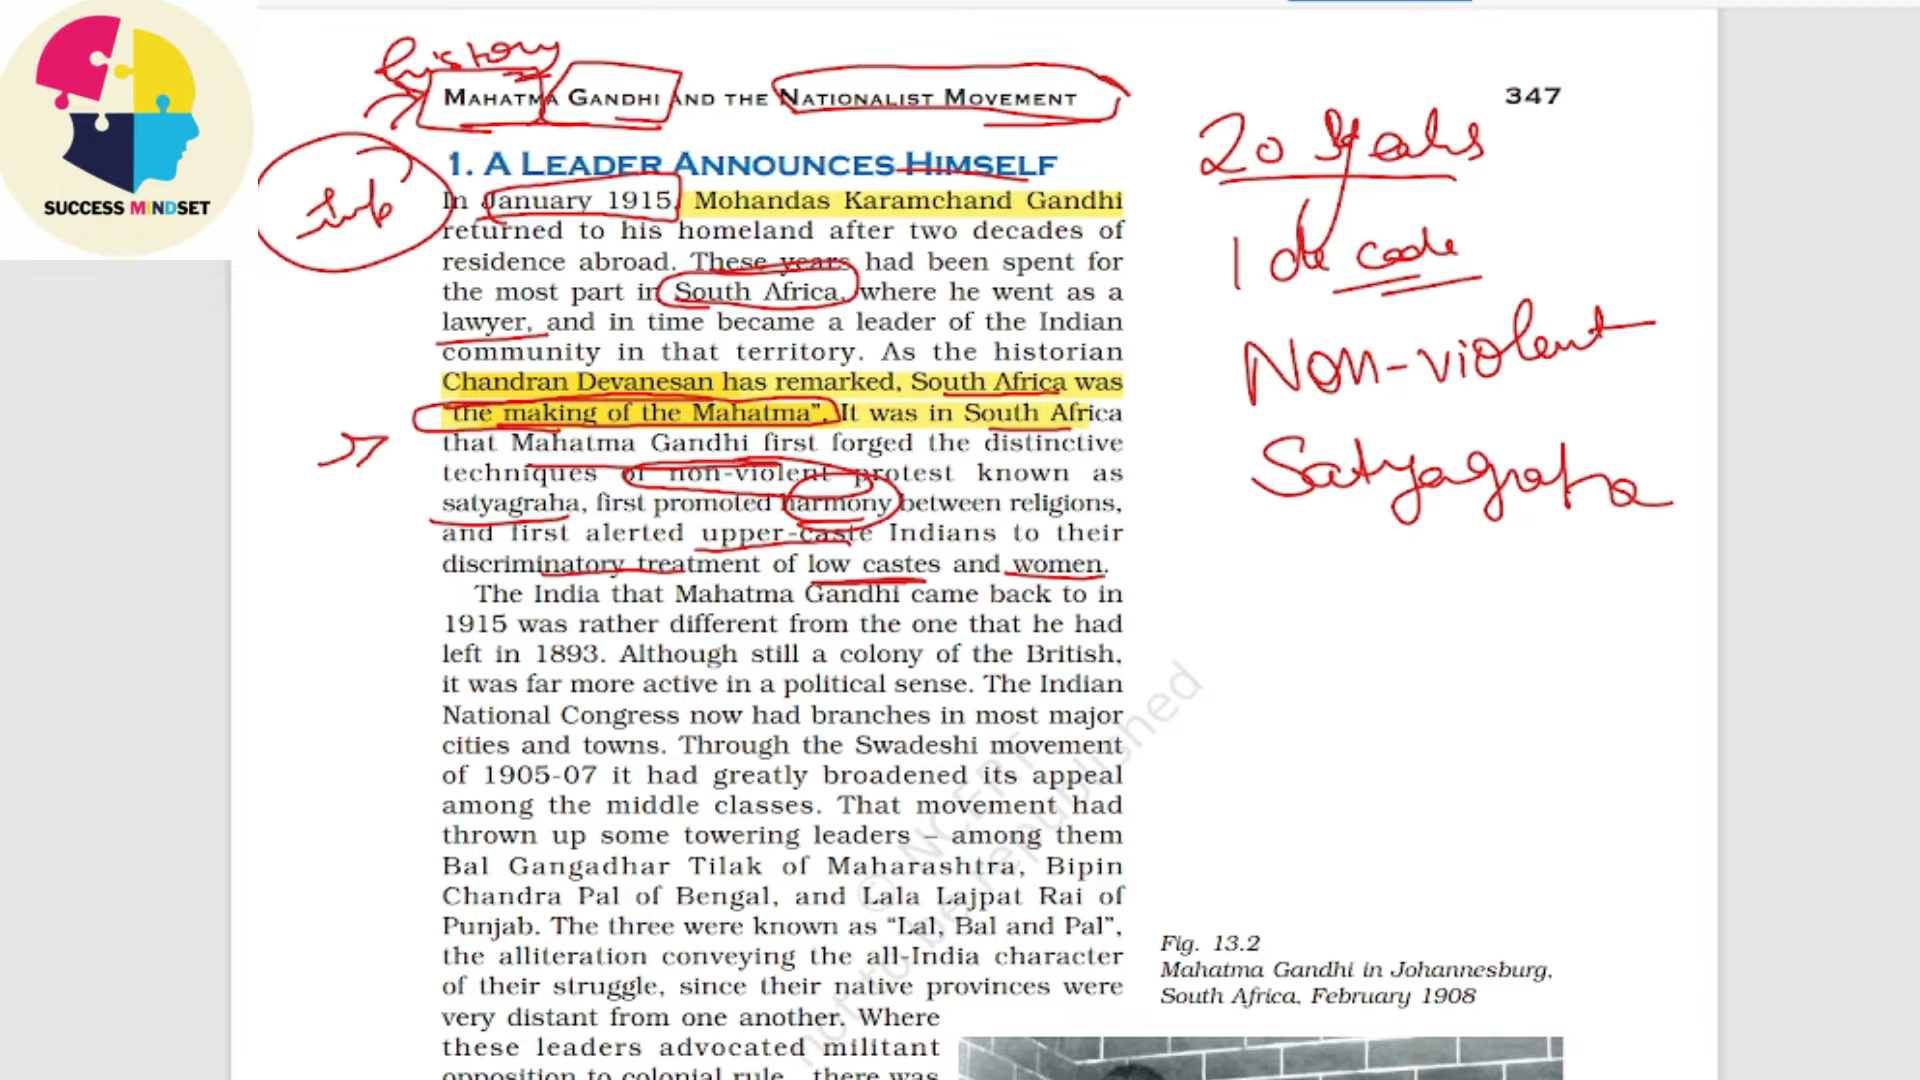 history
MAHATMA GANDHI AND THE NATIONALIST MOVEMENT
347
SUCCESS MINDSET
1. A LEADER ANNOUNCES HIMSELF
In January 1915, Mohandas Karamchand Gandhi
returned to his homeland after two decades of
residence abroad. These years had been spent for
the most part in South Africa, where he went as a
lawyer, and in time became a leader of the Indian
community in that territory. As the historian
Chandran Devanesan has remarked, South Africa was
"the making of the Mahatma". It was in South Africa
that Mahatma Gandhi first forged the distinctive
techniques of non-violent protest known as
satyagraha, first promoted harmony between religions,
and first alerted upper-caste Indians to their
discriminatory treatment of low castes and women.
The India that Mahatma Gandhi came back to in
1915 was rather different from the one that he had
left in 1893. Although still a colony of the British,
it was far more active in a political sense. The Indian
National Congress now had branches in most major
cities and towns. Through the Swadeshi movement
of 1905-07 it had greatly broadened its appeal
among the middle classes. That movement had
thrown up some towering leaders – among them
Bal Gangadhar Tilak of Maharashtra, Bipin
Chandra Pal of Bengal, and Lala Lajpat Rai of
Punjab. The three were known as "Lal, Bal and Pal",
the alliteration conveying the all-India character
of their struggle, since their native provinces were
very distant from one another. Where
these leaders advocated militant
opposition to colonial rule, there was
20 years
1 de code
Non-violent
Satyagraha
© NCERT
not to be republished
Fig. 13.2
Mahatma Gandhi in Johannesburg,
South Africa, February 1908